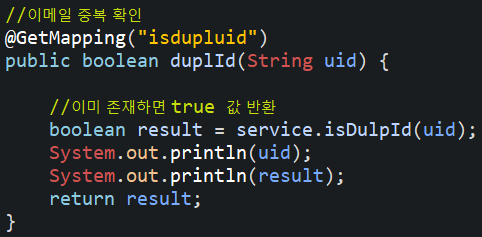 //이메일 중복 확인
@GetMapping("isdupluid")
public boolean duplId(String uid) {
//이미 존재하면 true 값 반환
boolean result = service.isDulpId(uid);
System.out.println(uid);
System.out.println(result);
return result;
}